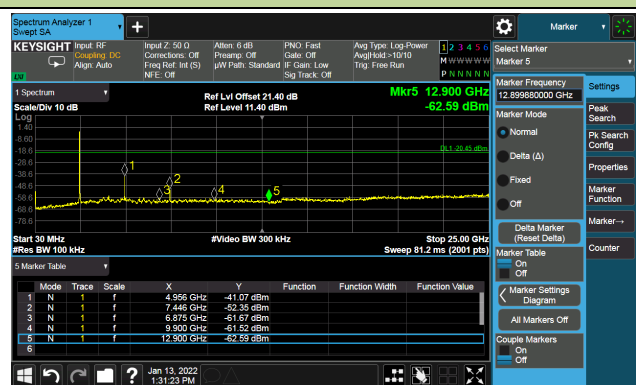 Spectrum Analyzer 1
Swept SA
+
Marker
KEYSIGHT
Input: RF
Coupling: DC
Align: Auto
Input Z: 50 Ω
Corrections: Off
Freq Ref: Int (S)
NFE: Off
Atten: 6 dB
Preamp: Off
µW Path: Standard
PNO: Fast
Gate: Off
IF Gain: Low
Sig Track: Off
Avg Type: Log-Power
Avg|Hold:>10/10
Trig: Free Run
1 2 3 4 5 6
M W W W W W
P N N N N N
LXI
Select Marker
Marker 5
1 Spectrum
Scale/Div 10 dB
Ref Lvl Offset 21.40 dB
Ref Level 11.40 dBm
Mkr5 12.900 GHz
-62.59 dBm
Log
1.40
-8.60
-18.6
-28.6
-38.6
-48.6
-58.6
-68.6
-78.6
DL1 -20.45 dBm
1
2
3
4
5
Start 30 MHz
#Res BW 100 kHz
#Video BW 300 kHz
Stop 25.00 GHz
Sweep 81.2 ms (2001 pts)
5 Marker Table
Mode Trace Scale X Y Function Function Width Function Value
1 N 1 f 4.956 GHz -41.07 dBm
2 N 1 f 7.446 GHz -52.35 dBm
3 N 1 f 6.875 GHz -61.67 dBm
4 N 1 f 9.900 GHz -61.52 dBm
5 N 1 f 12.900 GHz -62.59 dBm
6
Marker Frequency
12.899880000 GHz
Marker Mode
Normal
Delta (Δ)
Fixed
Off
Delta Marker
(Reset Delta)
Marker Table
On
Off
Marker Settings
Diagram
All Markers Off
Couple Markers
On
Off
Settings
Peak
Search
Pk Search
Config
Properties
Marker
Function
Marker→
Counter
?
Jan 13, 2022
1:31:23 PM